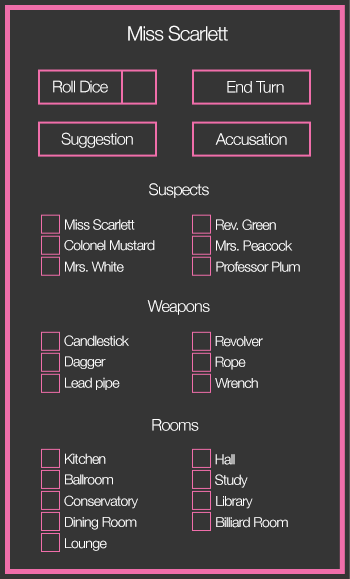 Miss Scarlett
Roll Dice
End Turn
Suggestion
Accusation
Suspects
Miss Scarlett
Rev. Green
Colonel Mustard
Mrs. Peacock
Mrs. White
Professor Plum
Weapons
Candlestick
Revolver
Dagger
Rope
Lead pipe
Wrench
Rooms
Kitchen
Hall
Ballroom
Study
Conservatory
Library
Dining Room
Billiard Room
Lounge